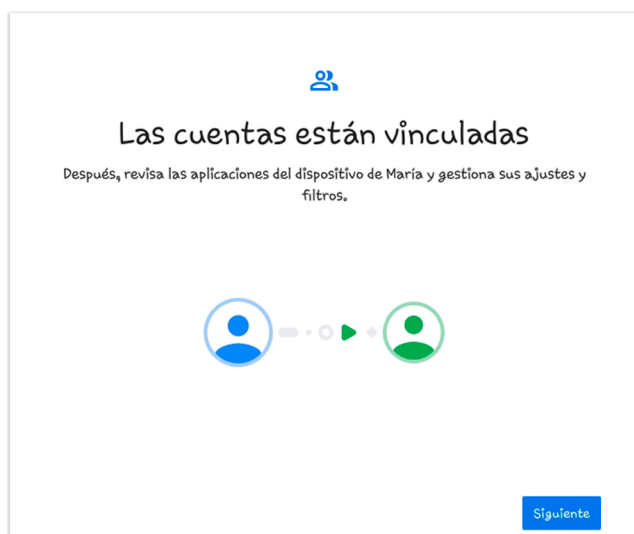 Las cuentas están vinculadas
Después, revisa las aplicaciones del dispositivo de María y gestiona sus ajustes y
filtros.
Siguiente